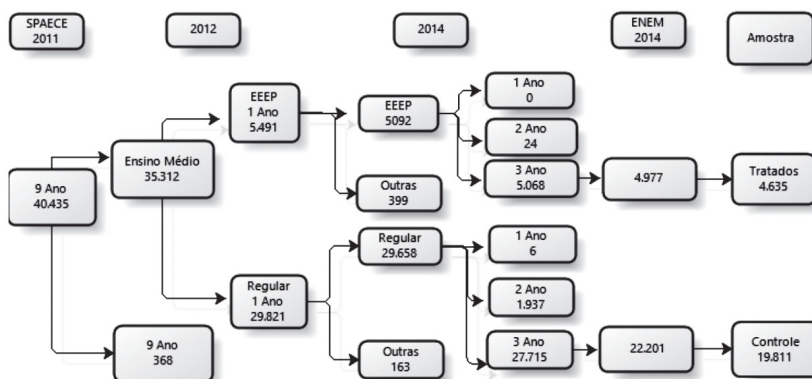 SPAECE
2011
2012
2014
ENEM
2014
Amostra
9 Ano
40.435
Ensino Médio
35.312
9 Ano
368
EEEP
1 Ano
5.491
Regular
1 Ano
29.821
EEEP
5092
Outras
399
Regular
29.658
Outras
163
1 Ano
0
2 Ano
24
3 Ano
5.068
1 Ano
6
2 Ano
1.937
3 Ano
27.715
4.977
22.201
Tratados
4.635
Controle
19.811